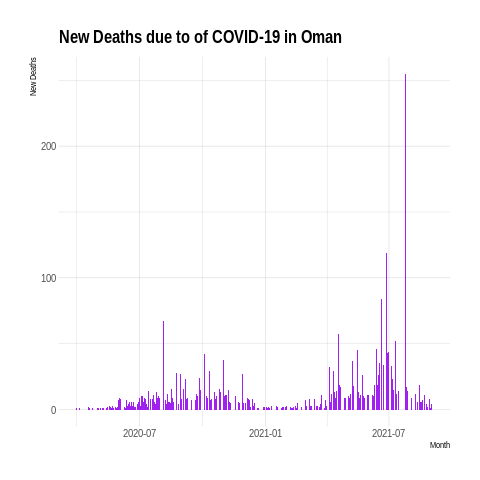 New Deaths due to of COVID-19 in Oman
New Deaths
200
100
0
2020-07
2021-01
2021-07
Month